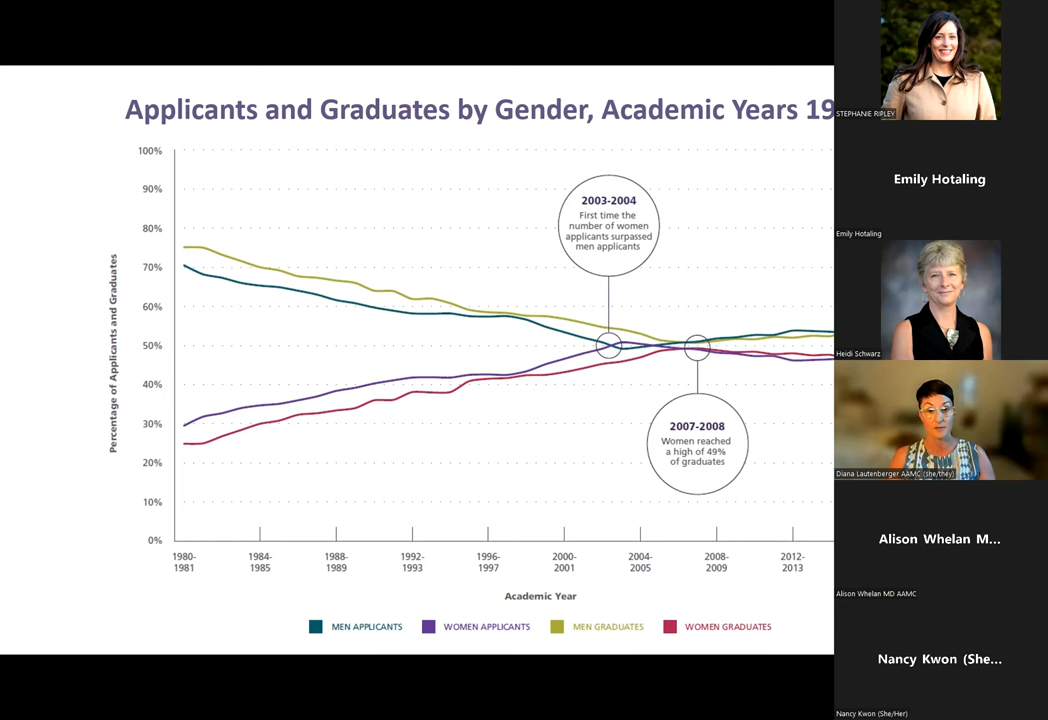 Applicants and Graduates by Gender, Academic Years 19
100%
90%
80%
70%
60%
50%
40%
30%
20%
10%
0%
Percentage of Applicants and Graduates
2003-2004
First time the
number of women
applicants surpassed
men applicants
2007-2008
Women reached
a high of 49%
of graduates
1980-
1981
1984-
1985
1988-
1989
1992-
1993
1996-
1997
2000-
2001
2004-
2005
2008-
2009
2012-
2013
Academic Year
MEN APPLICANTS
WOMEN APPLICANTS
MEN GRADUATES
WOMEN GRADUATES
STEPHANIE RIPLEY
Emily Hotaling
Emily Hotaling
Heidi Schwarz
Diana Lautenberger AAMC (she/they)
Alison Whelan M...
Alison Whelan MD AAMC
Nancy Kwon (She...
Nancy Kwon (She/Her)